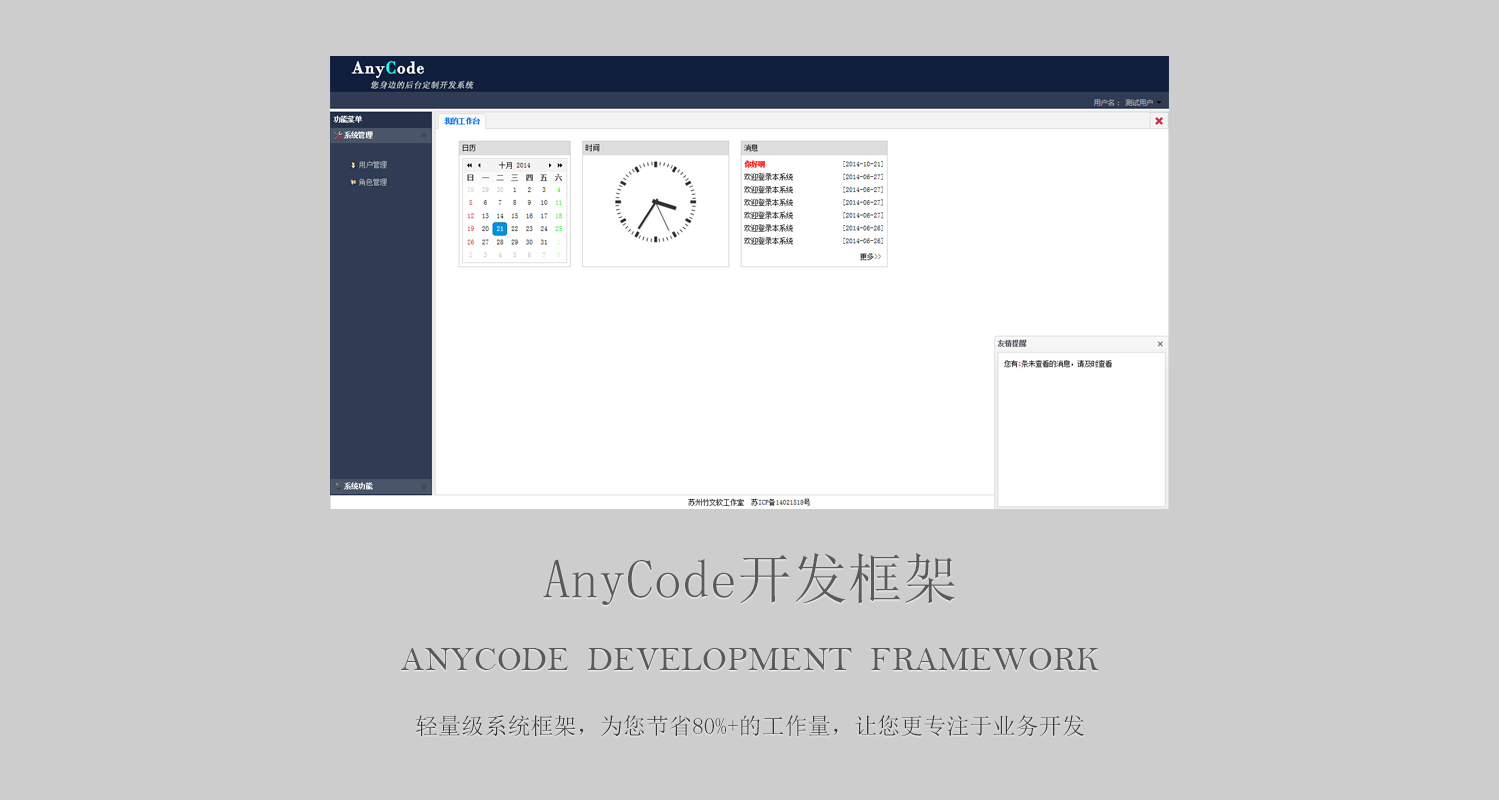 AnyCode
您身边的后台定制开发系统
用户名： 测试用户
功能菜单
系统管理
用户管理
角色管理
系统功能
我的工作台
日历
十月 2014
日 一 二 三 四 五 六
28 29 30 1 2 3 4
5 6 7 8 9 10 11
12 13 14 15 16 17 18
19 20 21 22 23 24 25
26 27 28 29 30 31 1
2 3 4 5 6 7 8
时间
消息
你好啊 [2014-10-21]
欢迎登录本系统 [2014-06-27]
欢迎登录本系统 [2014-06-27]
欢迎登录本系统 [2014-06-27]
欢迎登录本系统 [2014-06-27]
欢迎登录本系统 [2014-06-26]
欢迎登录本系统 [2014-06-26]
更多>>
友情提醒
您有1条未查看的消息，请及时查看
苏州竹文软工作室 苏ICP备14021518号
AnyCode开发框架
ANYCODE DEVELOPMENT FRAMEWORK
轻量级系统框架，为您节省80%+的工作量，让您更专注于业务开发